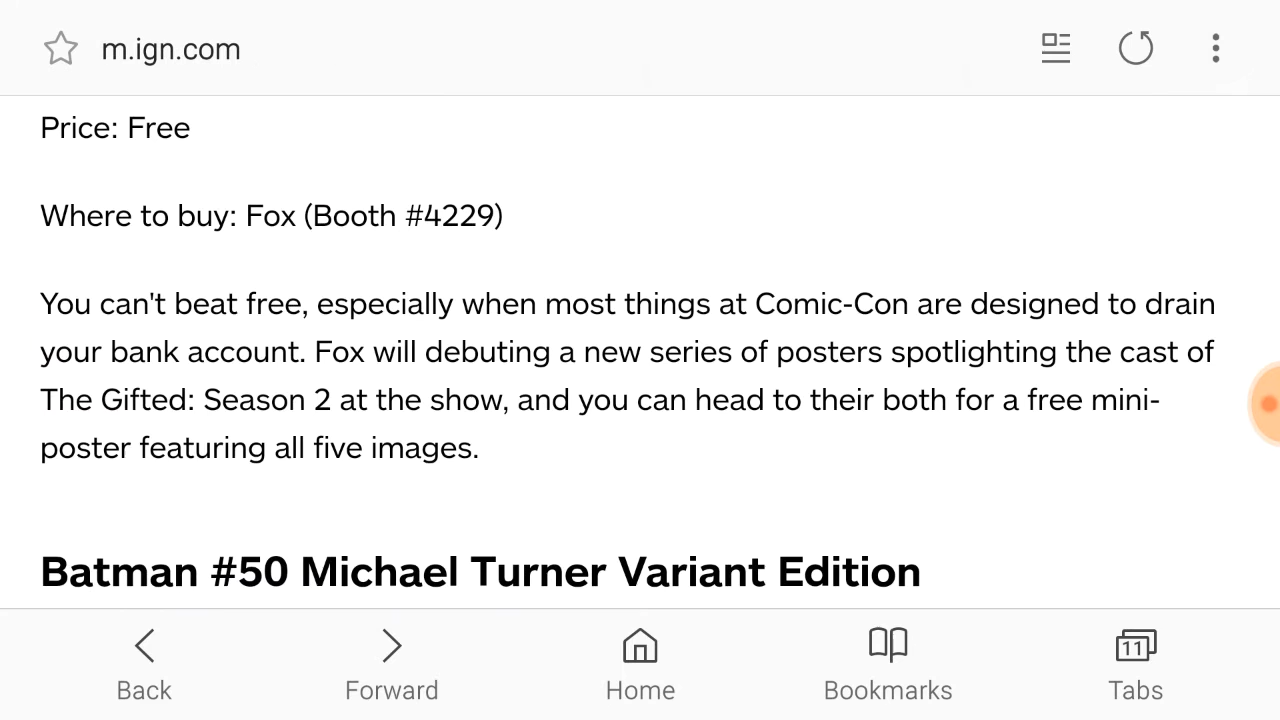 m.ign.com
Price: Free
Where to buy: Fox (Booth #4229)
You can't beat free, especially when most things at Comic-Con are designed to drain
your bank account. Fox will debuting a new series of posters spotlighting the cast of
The Gifted: Season 2 at the show, and you can head to their both for a free mini-
poster featuring all five images.
Batman #50 Michael Turner Variant Edition
11
Back Forward Home Bookmarks Tabs